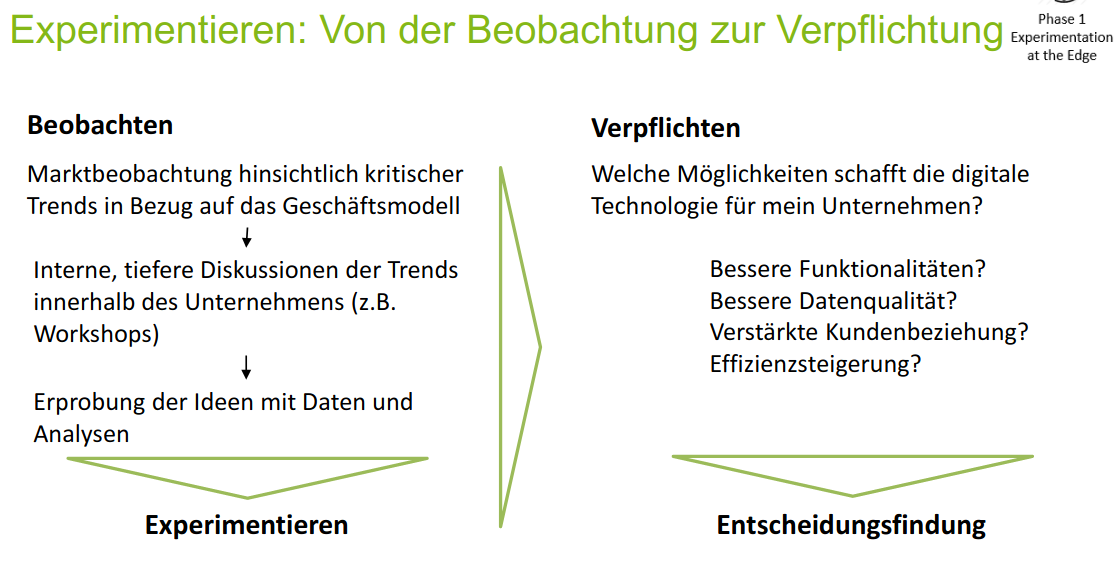 Experimentieren: Von der Beobachtung zur Verpflichtung
Phase 1
Experimentation
at the Edge
Beobachten
Marktbeobachtung hinsichtlich kritischer
Trends in Bezug auf das Geschäftsmodell
Interne, tiefere Diskussionen der Trends
innerhalb des Unternehmens (z.B.
Workshops)
Erprobung der Ideen mit Daten und
Analysen
Experimentieren
Verpflichten
Welche Möglichkeiten schafft die digitale
Technologie für mein Unternehmen?
Bessere Funktionalitäten?
Bessere Datenqualität?
Verstärkte Kundenbeziehung?
Effizienzsteigerung?
Entscheidungsfindung